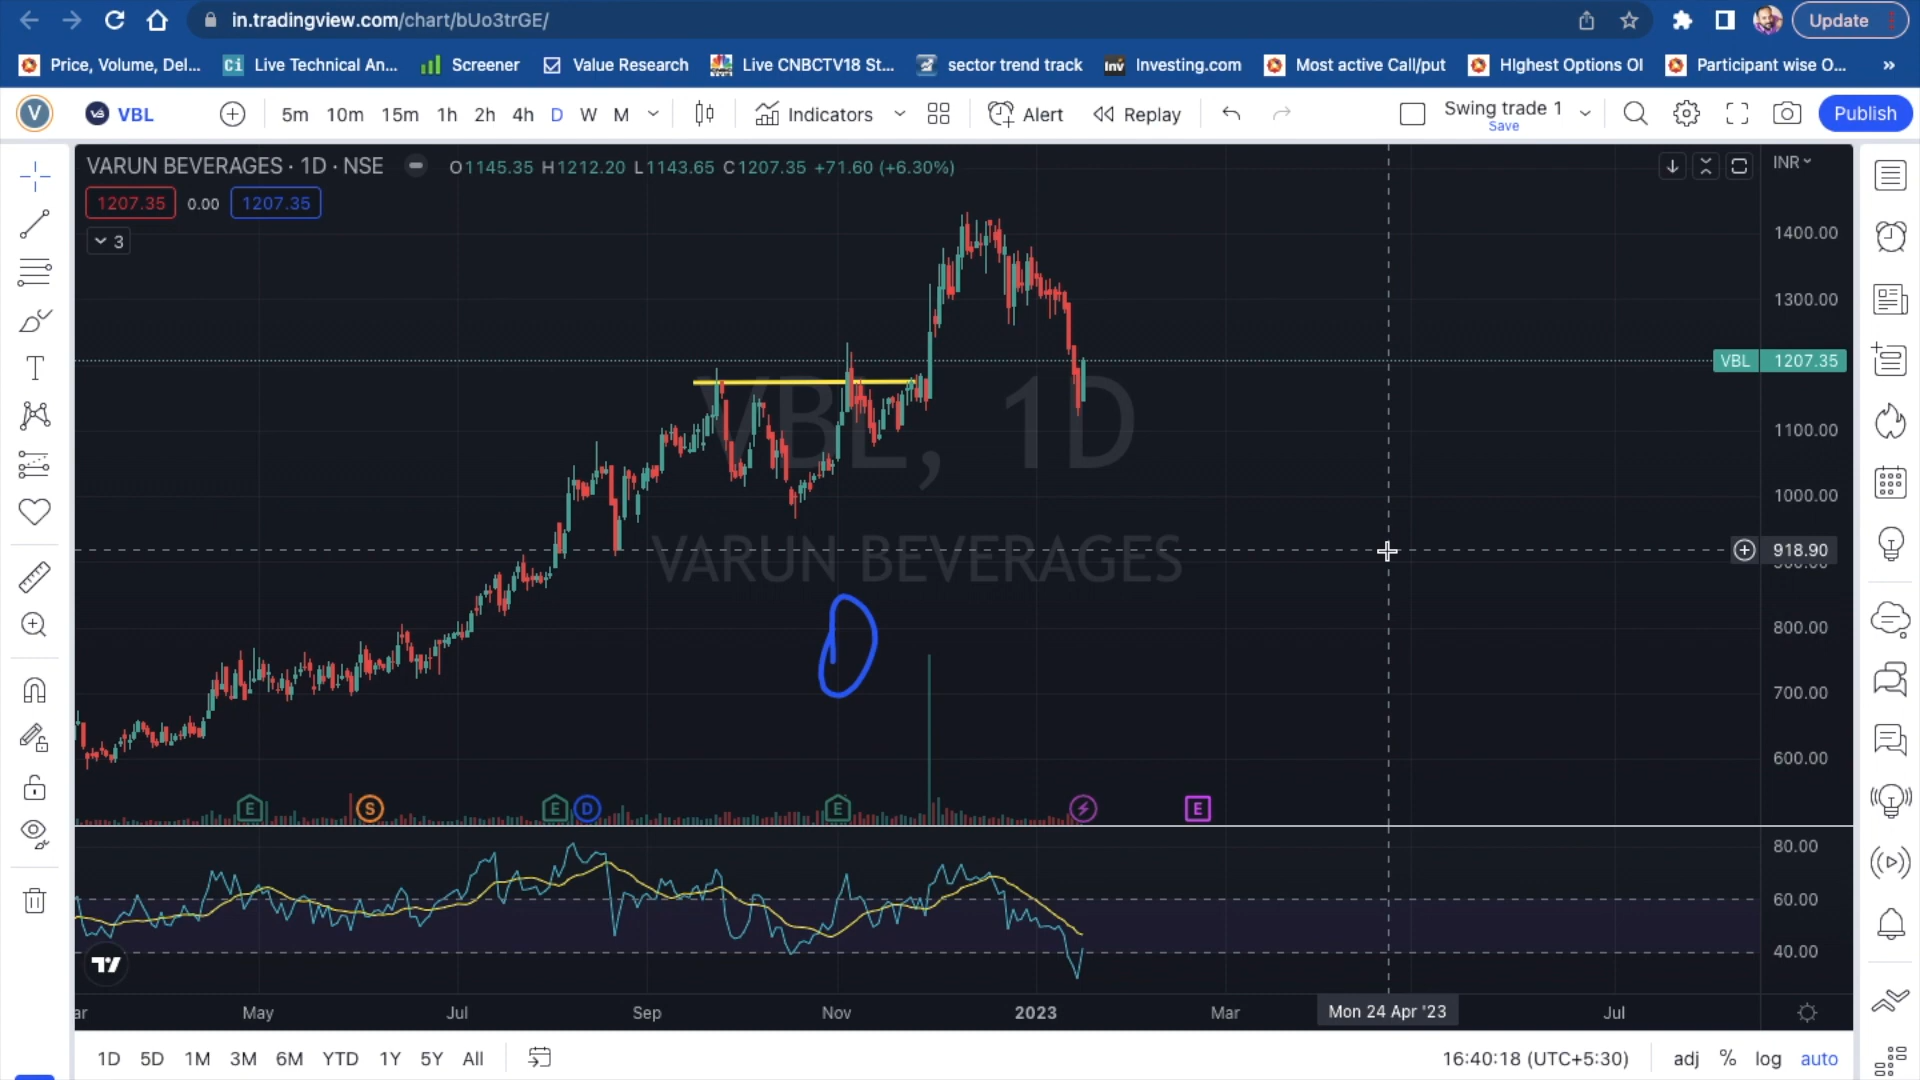 in.tradingview.com/chart/bUo3trGE/
Update
Price, Volume, Del...
Ci Live Technical An...
Screener
Value Research
Live CNBCTV18 St...
sector trend track
Inv Investing.com
Most active Call/put
HIghest Options OI
Participant wise O...
»
V VBL 5m 10m 15m 1h 2h 4h D W M Indicators Alert Replay Swing trade 1 Publish
Save
VARUN BEVERAGES · 1D · NSE O1145.35 H1212.20 L1143.65 C1207.35 +71.60 (+6.30%)
INR
1207.35 0.00 1207.35
3
1400.00
1300.00
VBL 1207.35
VBL, 1D
1100.00
1000.00
VARUN BEVERAGES
918.90
800.00
700.00
600.00
E S E D E E
80.00
60.00
40.00
ar May Jul Sep Nov 2023 Mar Mon 24 Apr '23 Jul
1D 5D 1M 3M 6M YTD 1Y 5Y All
16:40:18 (UTC+5:30) adj % log auto